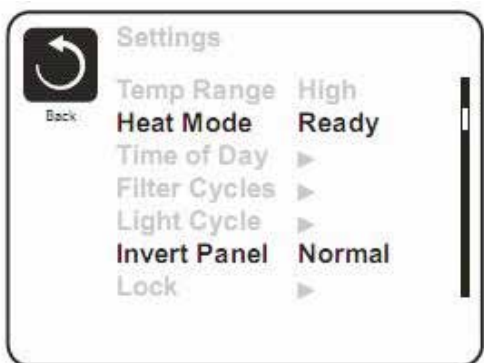 Settings
Back
Temp Range High
Heat Mode Ready
Time of Day ▶
Filter Cycles ▶
Light Cycle ▶
Invert Panel Normal
Lock ▶